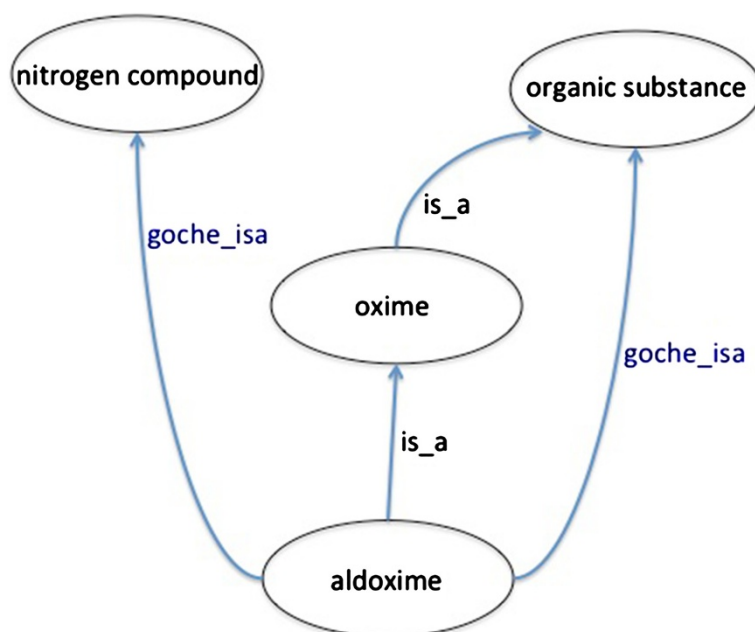 nitrogen compound
organic substance
is_a
goche_isa
oxime
goche_isa
is_a
aldoxime